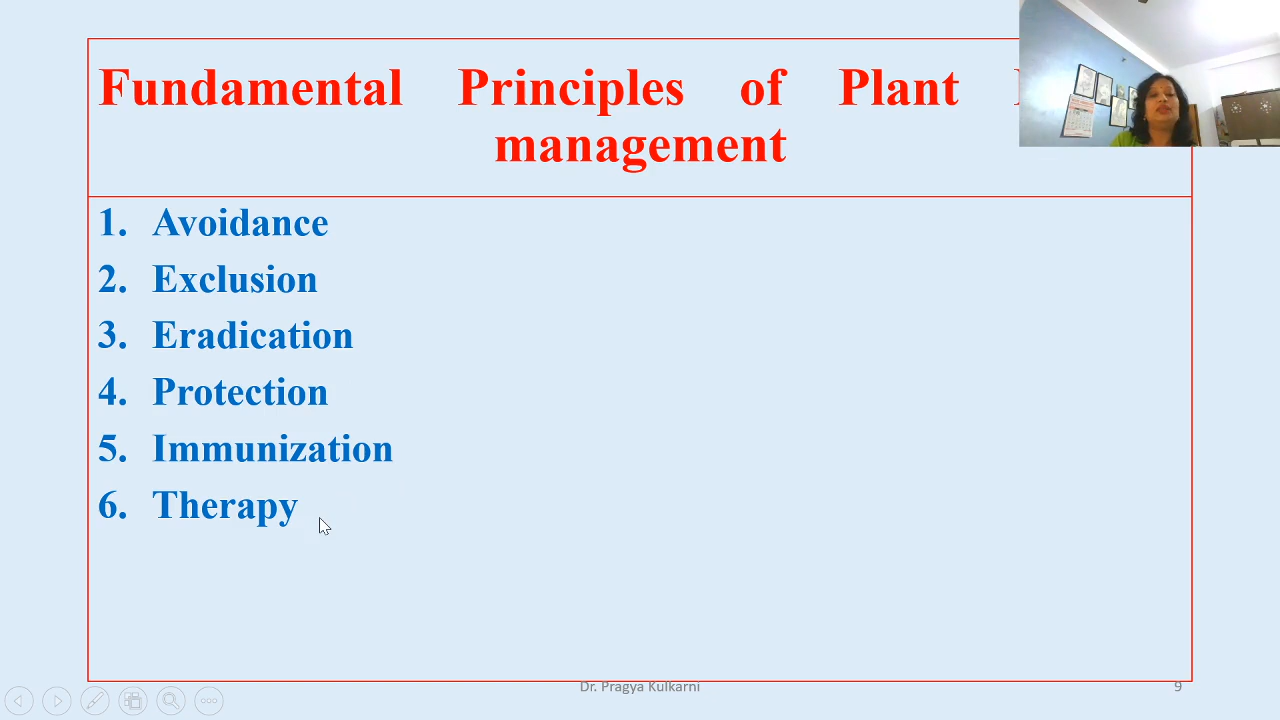 Fundamental Principles of Plant
management
1. Avoidance
2. Exclusion
3. Eradication
4. Protection
5. Immunization
6. Therapy
Dr. Pragya Kulkarni
9